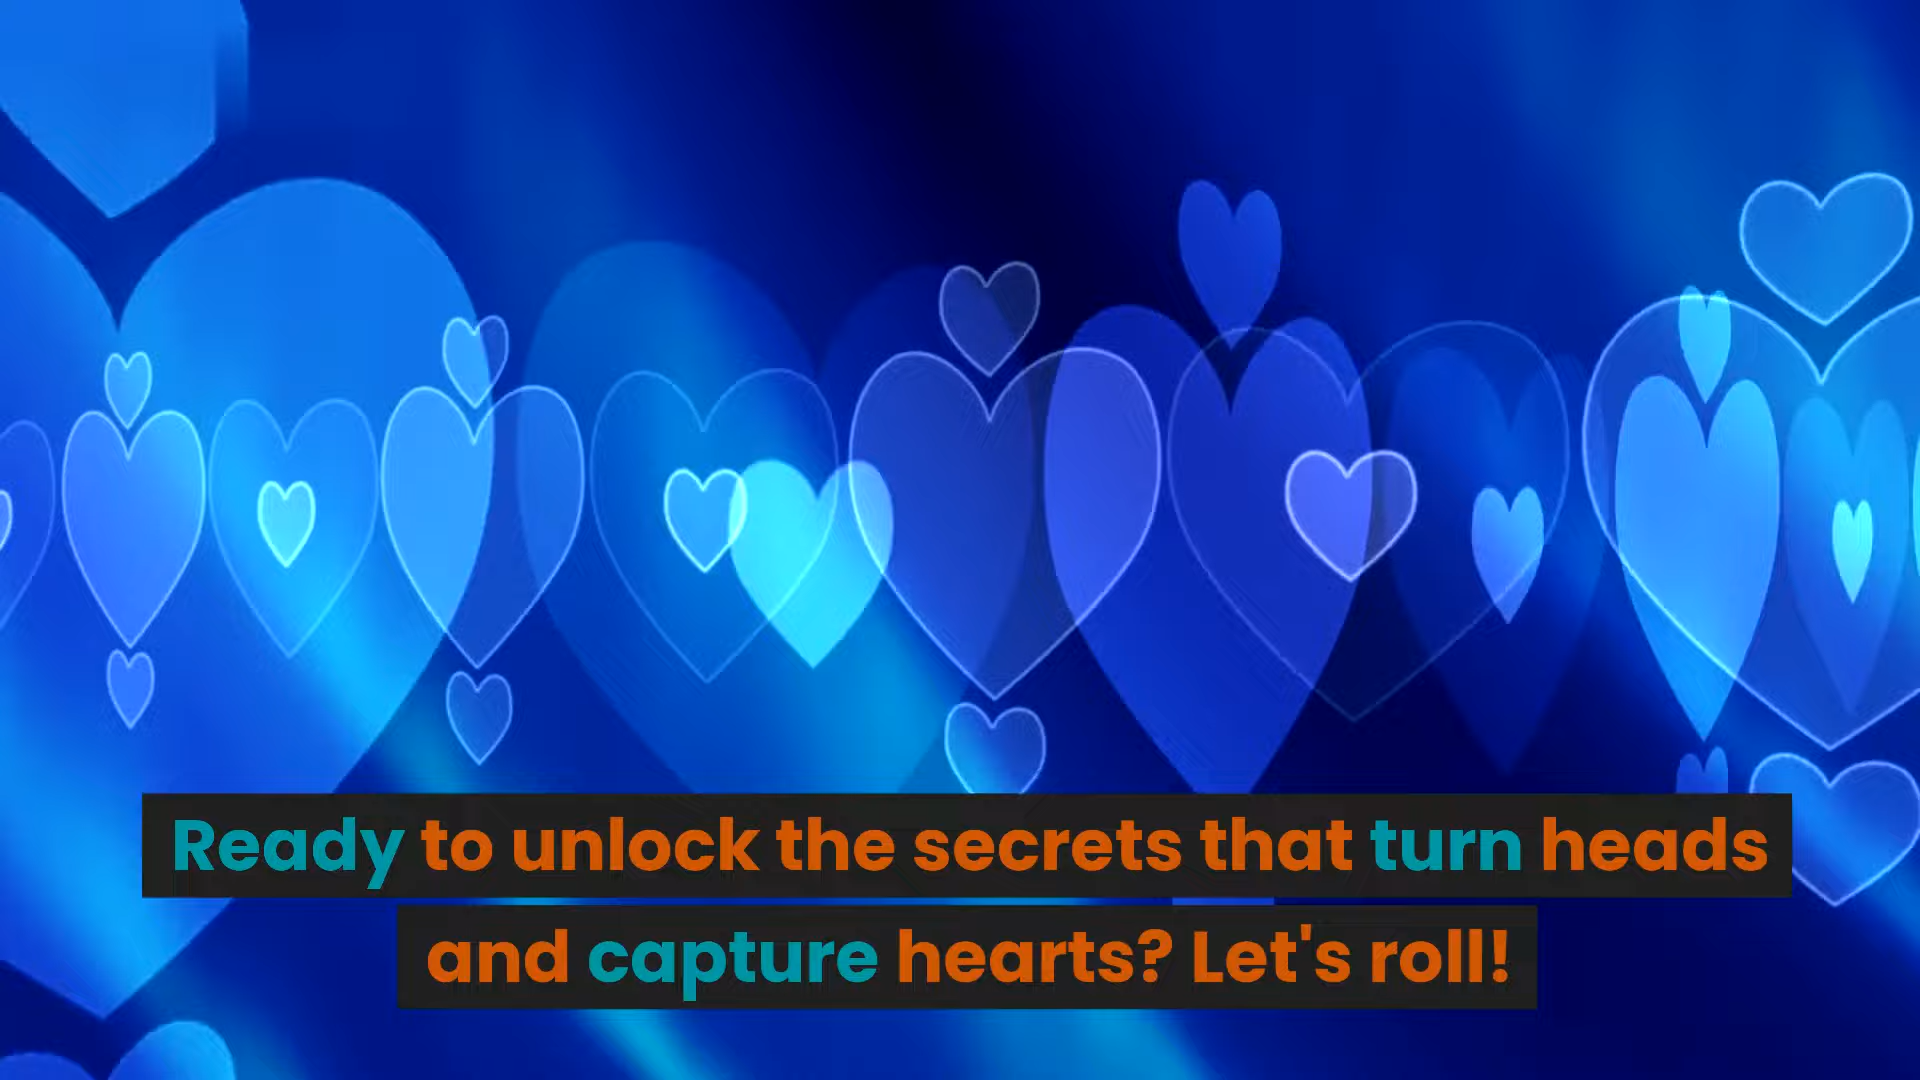 Ready to unlock the secrets that turn heads
and capture hearts? Let's roll!